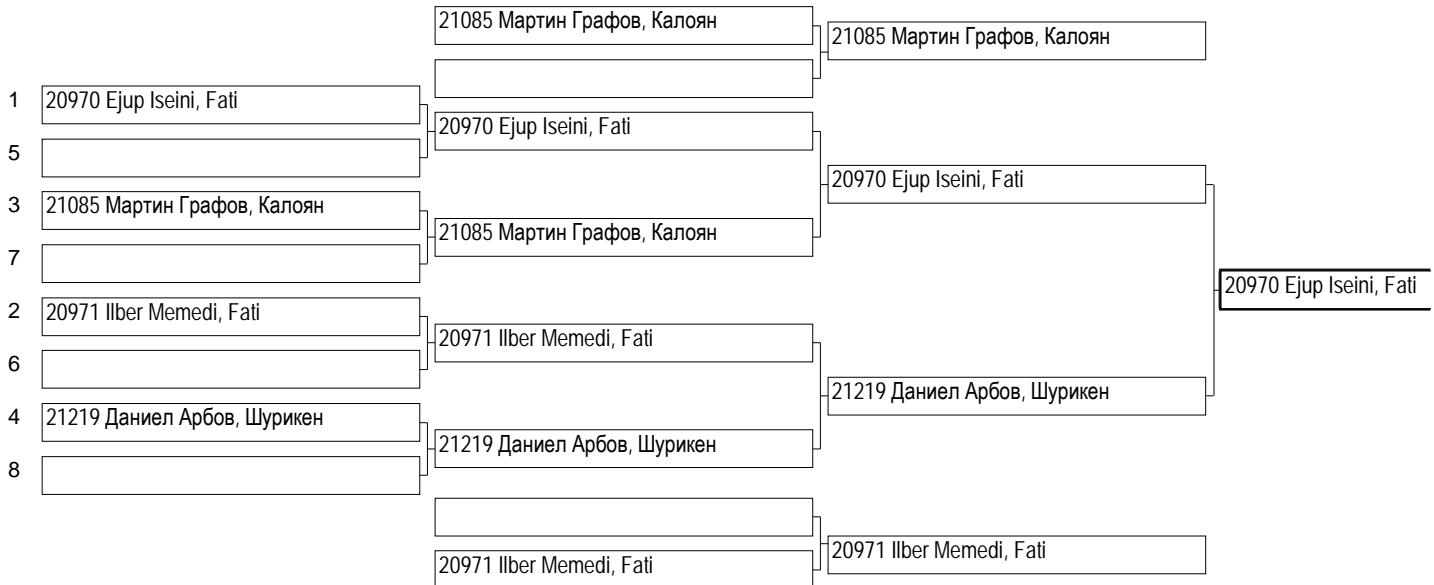 21085 Мартин Графов, Калоян
21085 Мартин Графов, Калоян
1 20970 Ejup Iseini, Fati
20970 Ejup Iseini, Fati
5
20970 Ejup Iseini, Fati
3 21085 Мартин Графов, Калоян
21085 Мартин Графов, Калоян
7
20970 Ejup Iseini, Fati
2 20971 Ilber Memedi, Fati
20971 Ilber Memedi, Fati
6
21219 Даниел Арбов, Шурикен
4 21219 Даниел Арбов, Шурикен
21219 Даниел Арбов, Шурикен
8
20971 Ilber Memedi, Fati
20971 Ilber Memedi, Fati